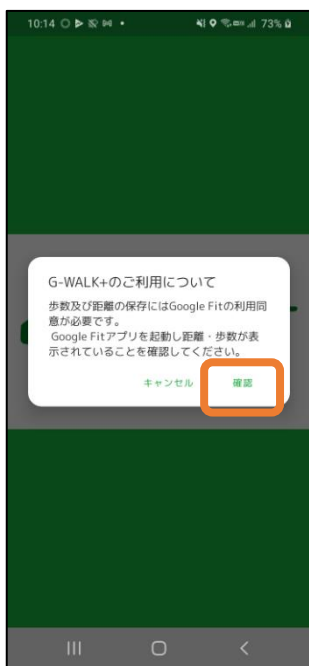 10:14
73%
G-WALK+のご利用について
歩数及び距離の保存にはGoogle Fitの利用同
意が必要です。
Google Fitアプリを起動し距離・歩数が表
示されていることを確認してください。
キャンセル 確認